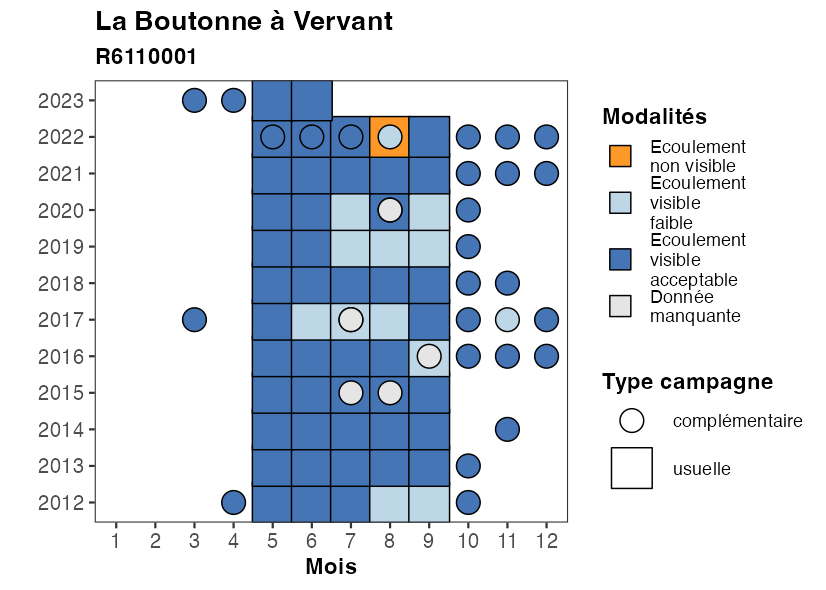 La Boutonne à Vervant
R6110001
2023
2022
2021
2020
2019
2018
2017
2016
2015
2014
2013
2012
1 2 3 4 5 6 7 8 9 10 11 12
Mois
Modalités
Ecoulement
non visible
Ecoulement
visible
faible
Ecoulement
visible
acceptable
Donnée
manquante
Type campagne
complémentaire
usuelle